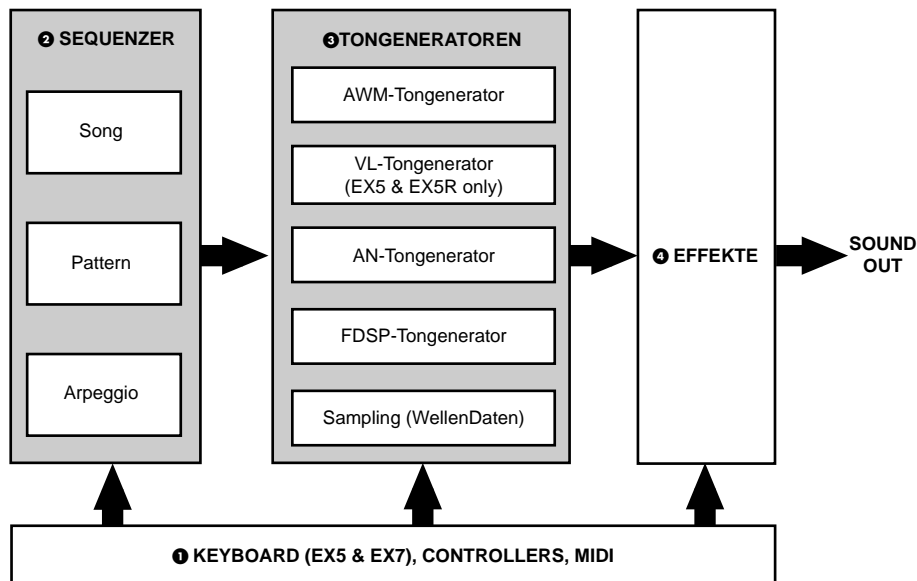 ❷ SEQUENZER
Song
Pattern
Arpeggio
❸TONGENERATOREN
AWM-Tongenerator
VL-Tongenerator
(EX5 & EX5R only)
AN-Tongenerator
FDSP-Tongenerator
Sampling (WellenDaten)
❹ EFFEKTE
SOUND
OUT
❶ KEYBOARD (EX5 & EX7), CONTROLLERS, MIDI